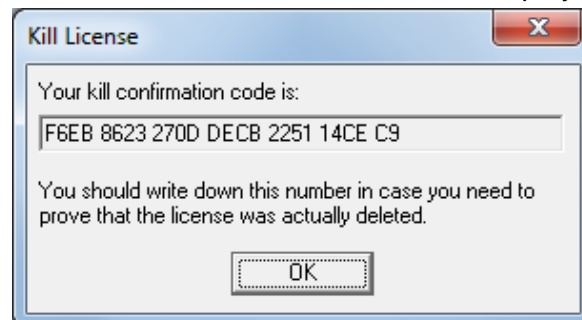 Kill License
Your kill confirmation code is:
F6EB 8623 270D DECB 2251 14CE C9
You should write down this number in case you need to
prove that the license was actually deleted.
OK